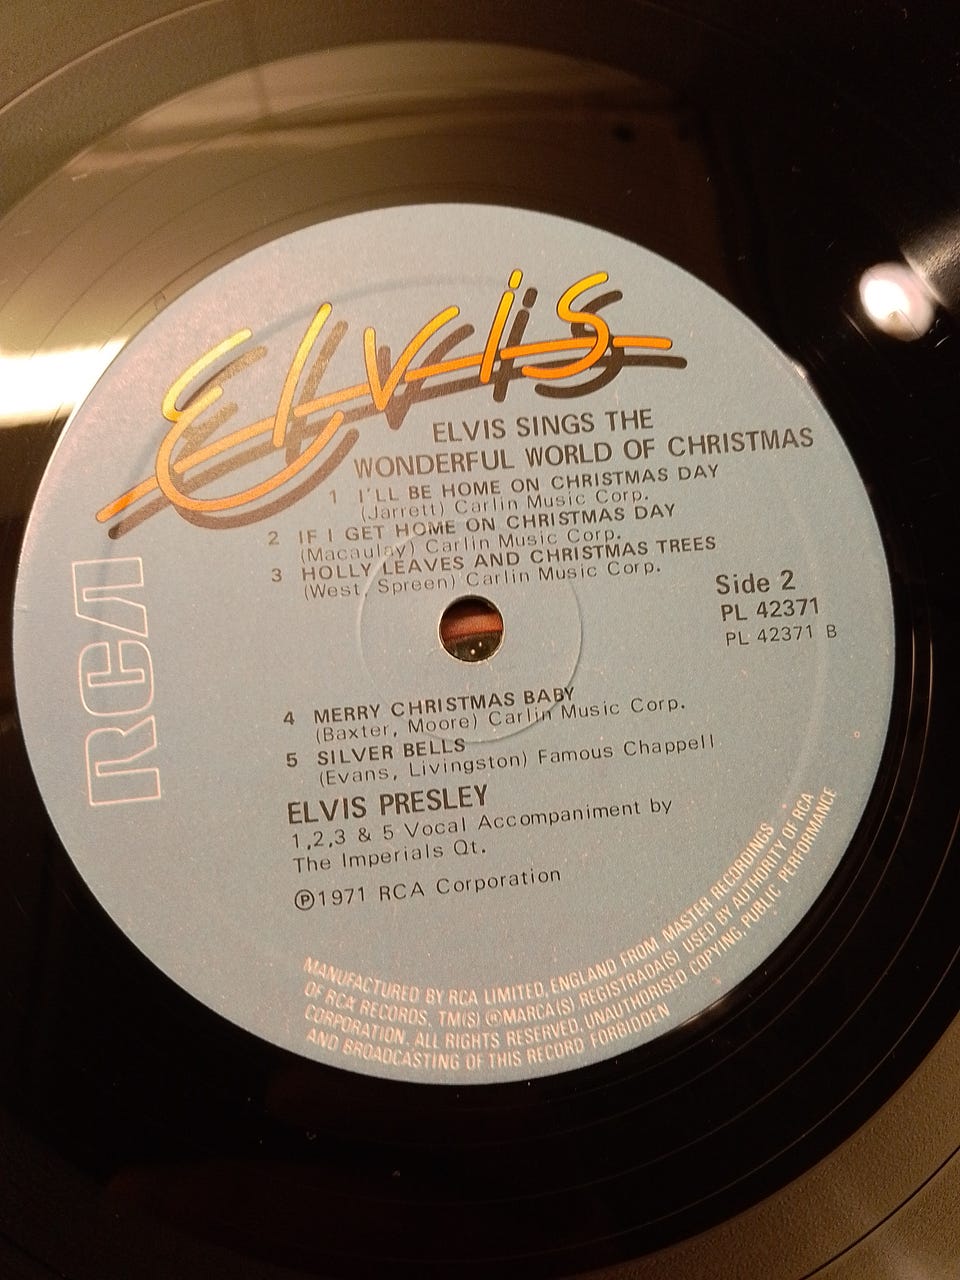 Elvis
ELVIS SINGS THE
WONDERFUL WORLD OF CHRISTMAS
1 I'LL BE HOME ON CHRISTMAS DAY
(Jarrett) Carlin Music Corp.
2 IF I GET HOME ON CHRISTMAS DAY
(Macaulay) Carlin Music Corp.
3 HOLLY LEAVES AND CHRISTMAS TREES
(West, Spreen) Carlin Music Corp.
Side 2
PL 42371
PL 42371 B
RCA
4 MERRY CHRISTMAS BABY
(Baxter, Moore) Carlin Music Corp.
5 SILVER BELLS
(Evans, Livingston) Famous Chappell
ELVIS PRESLEY
1,2,3 & 5 Vocal Accompaniment by
The Imperials Qt.
Ⓟ1971 RCA Corporation
MANUFACTURED BY RCA LIMITED, ENGLAND FROM MASTER RECORDINGS
OF RCA RECORDS. TM(S) ®MARCA(S) REGISTRADA(S) USED BY AUTHORITY OF RCA
CORPORATION. ALL RIGHTS RESERVED. UNAUTHORISED COPYING, PUBLIC PERFORMANCE
AND BROADCASTING OF THIS RECORD FORBIDDEN